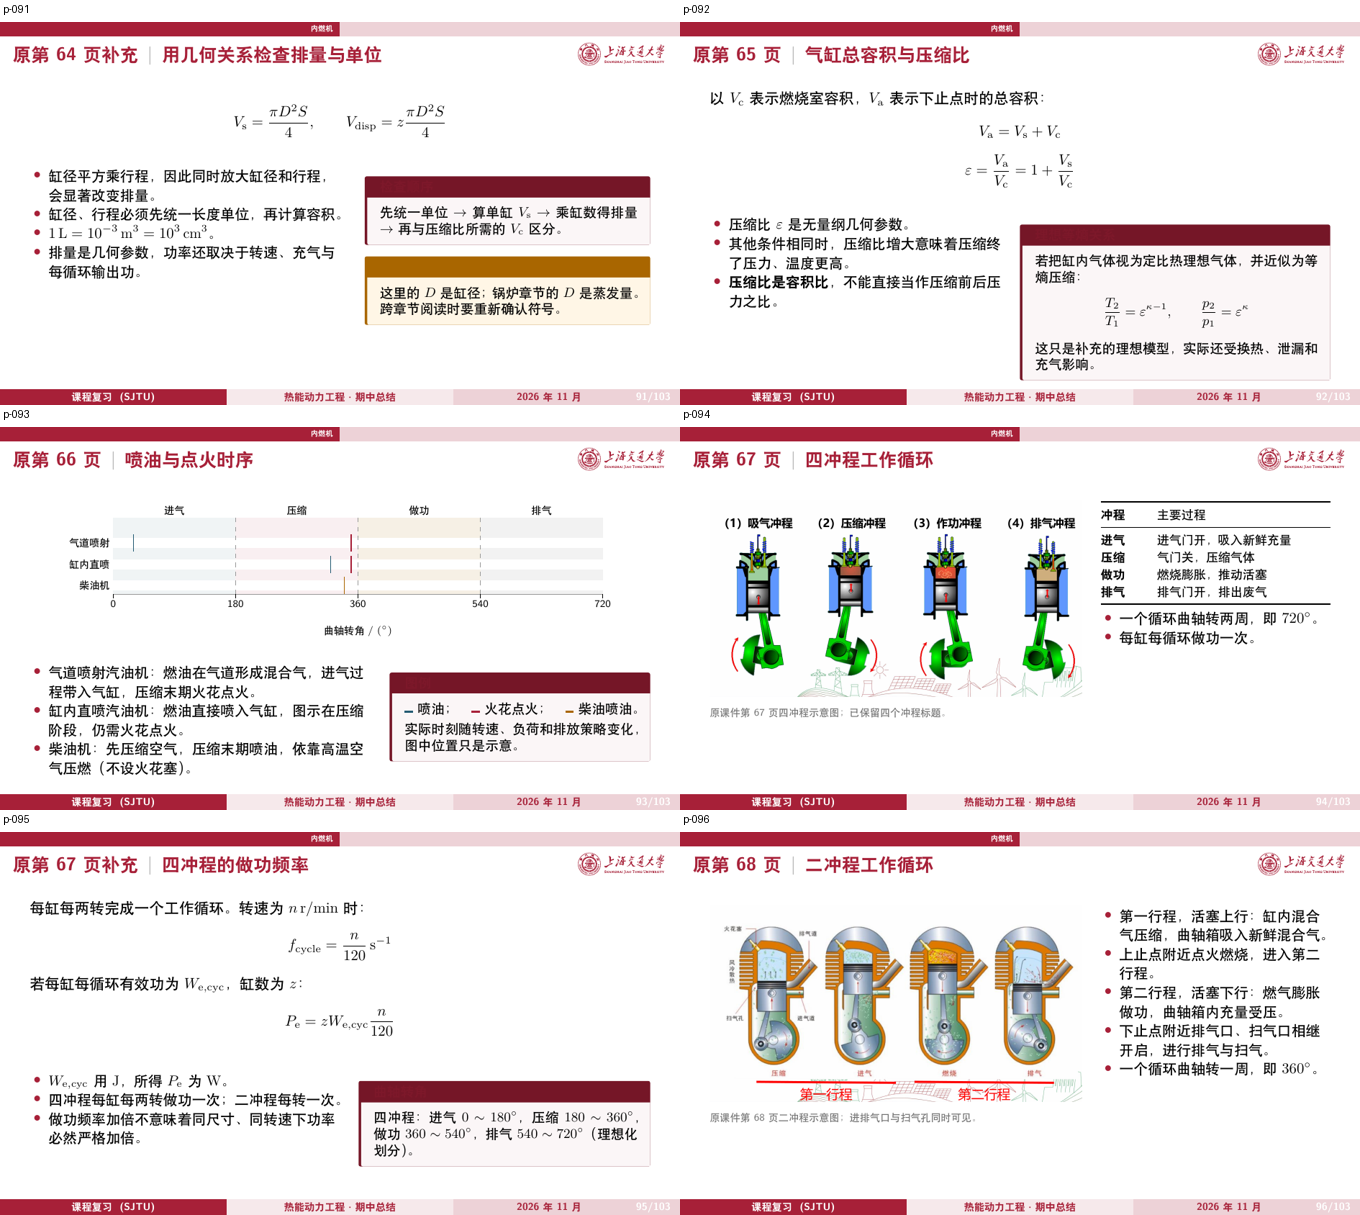 p-091
内燃机
原第 64 页补充 | 用几何关系检查排量与单位
上海交通大学
SHANGHAI JIAO TONG UNIVERSITY
V_s = πD²S/4, V_disp = z πD²S/4
• 缸径平方乘行程，因此同时放大缸径和行程，
会显著改变排量。
• 缸径、行程必须先统一长度单位，再计算容积。
• 1 L = 10⁻³ m³ = 10³ cm³。
• 排量是几何参数，功率还取决于转速、充气与
每循环输出功。
先统一单位 → 算单缸 V_s → 乘缸数得排量
→ 再与压缩比所需的 V_c 区分。
这里的 D 是缸径；锅炉章节的 D 是蒸发量。
跨章节阅读时要重新确认符号。
课程复习（SJTU）
热能动力工程 · 期中总结
2026 年 11 月
91/103
p-092
内燃机
原第 65 页 | 气缸总容积与压缩比
上海交通大学
SHANGHAI JIAO TONG UNIVERSITY
以 V_c 表示燃烧室容积，V_a 表示下止点时的总容积：
V_a = V_s + V_c
ε = V_a/V_c = 1 + V_s/V_c
• 压缩比 ε 是无量纲几何参数。
• 其他条件相同时，压缩比增大意味着压缩终
了压力、温度更高。
• 压缩比是容积比，不能直接当作压缩前后压
力之比。
若把缸内气体视为定比热理想气体，并近似为等
熵压缩：
T₂/T₁ = ε^(κ−1), p₂/p₁ = ε^κ
这只是补充的理想模型，实际还受换热、泄漏和
充气影响。
课程复习（SJTU）
热能动力工程 · 期中总结
2026 年 11 月
92/103
p-093
内燃机
原第 66 页 | 喷油与点火时序
上海交通大学
SHANGHAI JIAO TONG UNIVERSITY
进气 压缩 做功 排气
气道喷射
缸内直喷
柴油机
0 180 360 540 720
曲轴转角 / (°)
• 气道喷射汽油机：燃油在气道形成混合气，进气过
程带入气缸，压缩末期火花点火。
• 缸内直喷汽油机：燃油直接喷入气缸，图示在压缩
阶段，仍需火花点火。
• 柴油机：先压缩空气，压缩末期喷油，依靠高温空
气压燃（不设火花塞）。
喷油； 火花点火； 柴油喷油。
实际时刻随转速、负荷和排放策略变化，
图中位置只是示意。
课程复习（SJTU）
热能动力工程 · 期中总结
2026 年 11 月
93/103
p-094
内燃机
原第 67 页 | 四冲程工作循环
上海交通大学
SHANGHAI JIAO TONG UNIVERSITY
（1）吸气冲程 （2）压缩冲程 （3）作功冲程 （4）排气冲程
原课件第 67 页四冲程示意图；已保留四个冲程标题。
冲程 主要过程
进气 进气门开，吸入新鲜充量
压缩 气门关，压缩气体
做功 燃烧膨胀，推动活塞
排气 排气门开，排出废气
• 一个循环曲轴转两周，即 720°。
• 每缸每循环做功一次。
课程复习（SJTU）
热能动力工程 · 期中总结
2026 年 11 月
94/103
p-095
内燃机
原第 67 页补充 | 四冲程的做功频率
上海交通大学
SHANGHAI JIAO TONG UNIVERSITY
每缸每两转完成一个工作循环。转速为 n r/min 时：
f_cycle = n/120 s⁻¹
若每缸每循环有效功为 W_e,cyc，缸数为 z：
P_e = zW_e,cyc n/120
• W_e,cyc 用 J，所得 P_e 为 W。
• 四冲程每缸每两转做功一次；二冲程每转一次。
• 做功频率加倍不意味着同尺寸、同转速下功率
必然严格加倍。
四冲程：进气 0 ∼ 180°，压缩 180 ∼ 360°，
做功 360 ∼ 540°，排气 540 ∼ 720°（理想化
划分）。
课程复习（SJTU）
热能动力工程 · 期中总结
2026 年 11 月
95/103
p-096
内燃机
原第 68 页 | 二冲程工作循环
上海交通大学
SHANGHAI JIAO TONG UNIVERSITY
火花塞
排气道
风冷散热
扫气孔
进气道
压缩 进气 燃烧 排气
第一行程 第二行程
原课件第 68 页二冲程示意图；进排气口与扫气孔同时可见。
• 第一行程，活塞上行：缸内混合
气压缩，曲轴箱吸入新鲜混合气。
• 上止点附近点火燃烧，进入第二
行程。
• 第二行程，活塞下行：燃气膨胀
做功，曲轴箱内充量受压。
• 下止点附近排气口、扫气口相继
开启，进行排气与扫气。
• 一个循环曲轴转一周，即 360°。
课程复习（SJTU）
热能动力工程 · 期中总结
2026 年 11 月
96/103